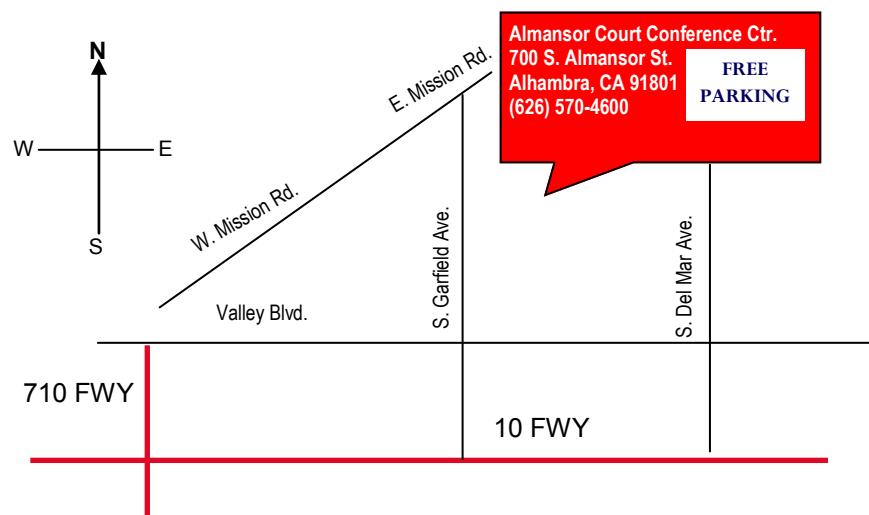 N
W
E
S
E. Mission Rd.
W. Mission Rd.
Almansor Court Conference Ctr.
700 S. Almansor St.
Alhambra, CA 91801
(626) 570-4600
FREE
PARKING
S. Garfield Ave.
S. Del Mar Ave.
Valley Blvd.
710 FWY
10 FWY